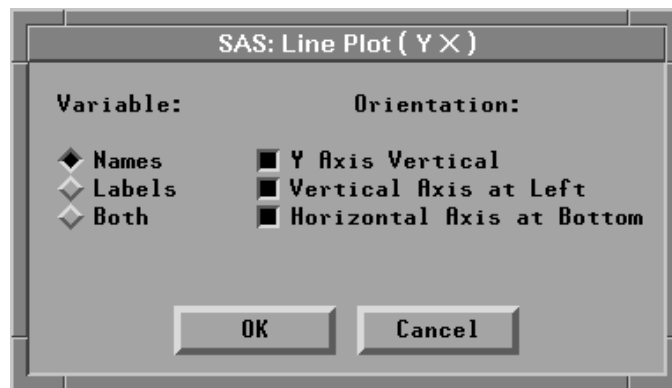 SAS: Line Plot ( Y X )
Variable: Orientation:
Names Y Axis Vertical
Labels Vertical Axis at Left
Both Horizontal Axis at Bottom
OK Cancel